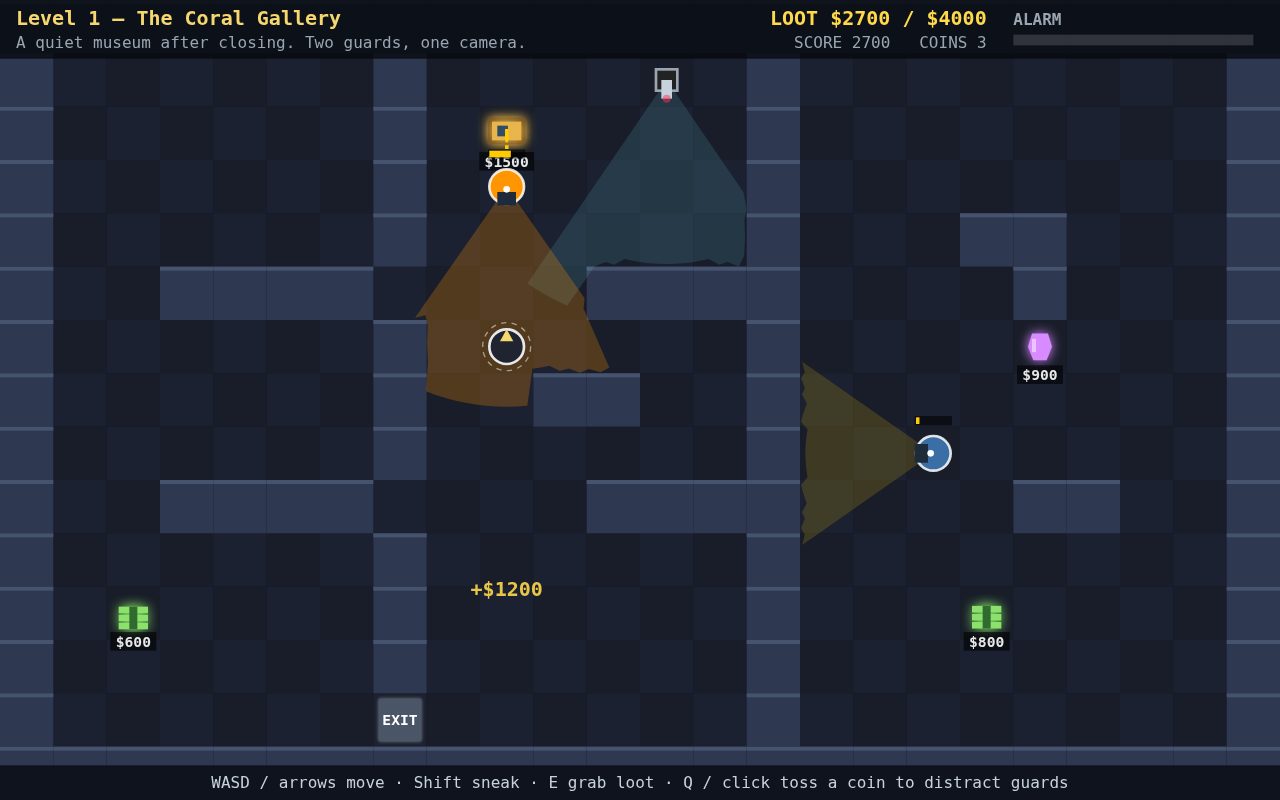 Level 1 — The Coral Gallery
A quiet museum after closing. Two guards, one camera.
LOOT $2700 / $4000
SCORE 2700 COINS 3
ALARM
!
$1500
$900
+$1200
$600
$800
EXIT
WASD / arrows move · Shift sneak · E grab loot · Q / click toss a coin to distract guards